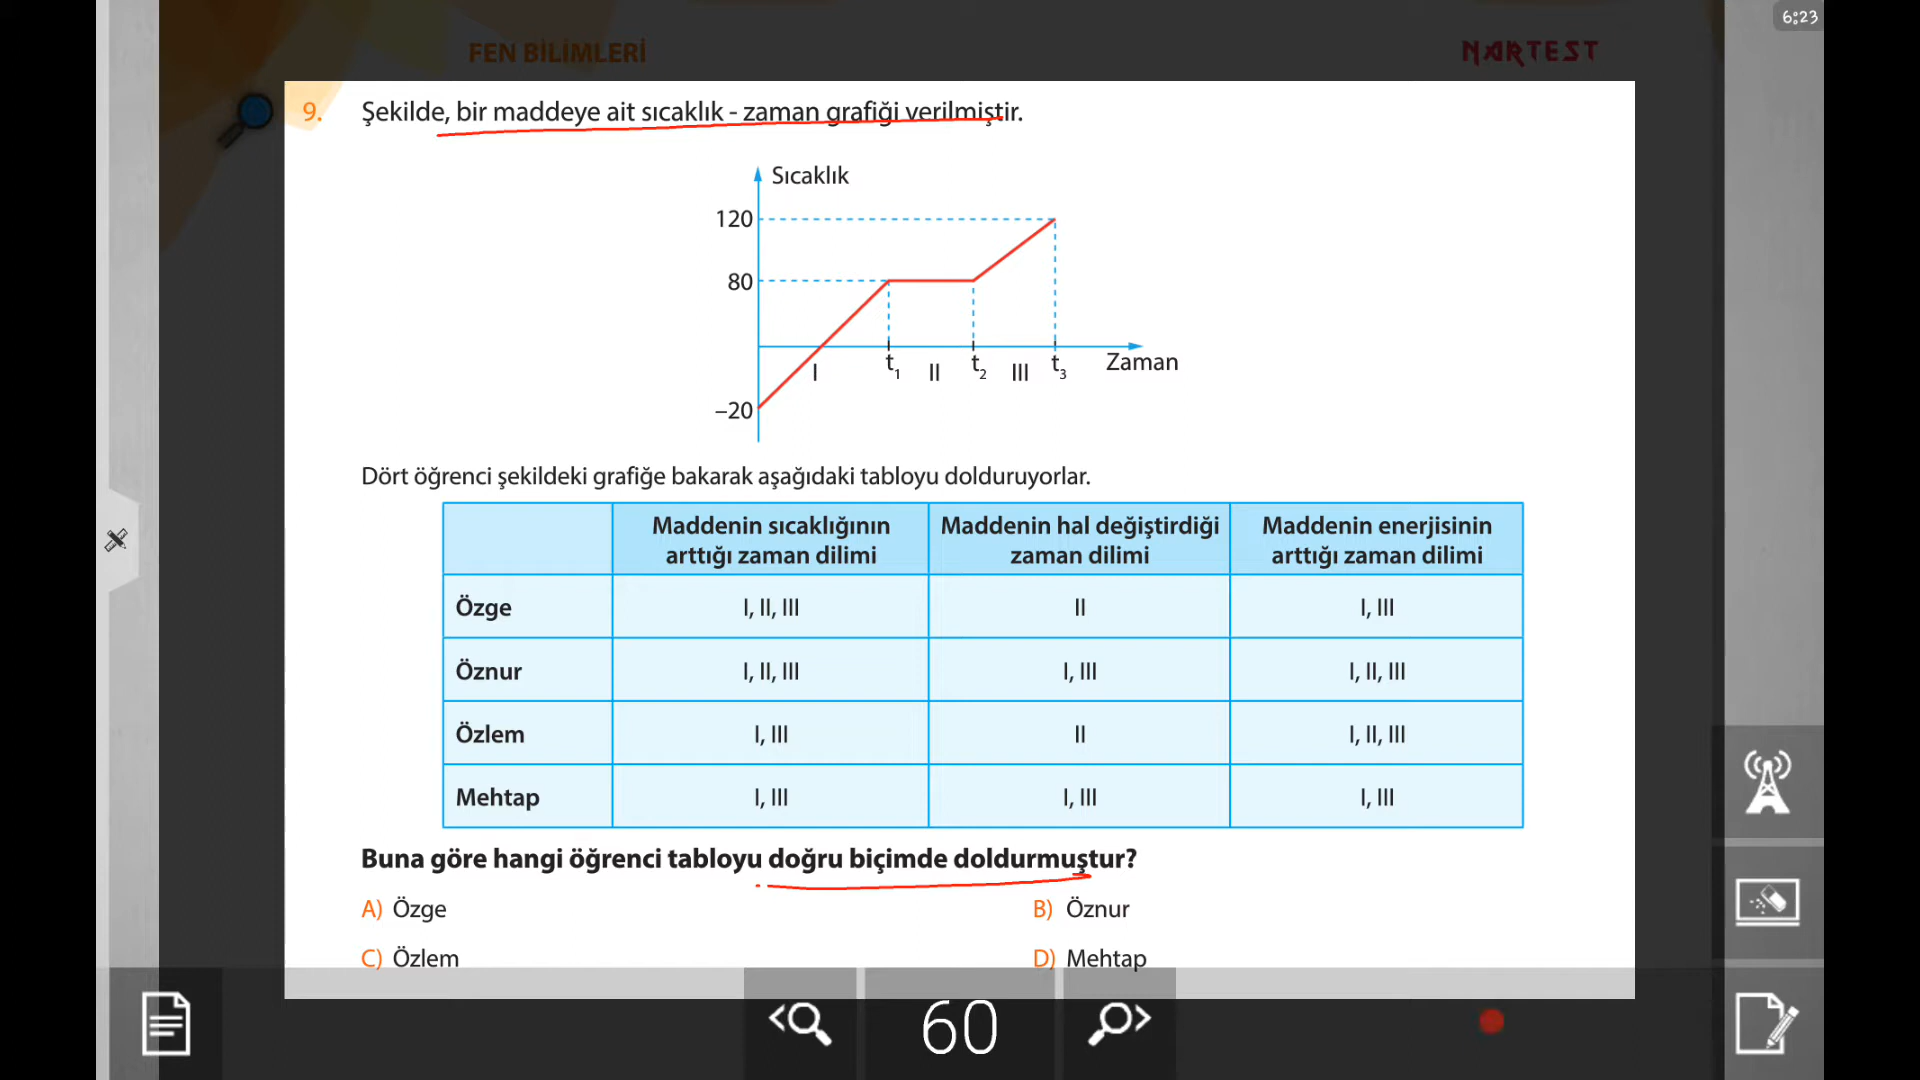 6:23
FEN BİLİMLERİ
NARTEST
9. Şekilde, bir maddeye ait sıcaklık - zaman grafiği verilmiştir.
Sıcaklık
120
80
t1 t2 t3 Zaman
I II III
–20
Dört öğrenci şekildeki grafiğe bakarak aşağıdaki tabloyu dolduruyorlar.
Maddenin sıcaklığının arttığı zaman dilimi
Maddenin hal değiştirdiği zaman dilimi
Maddenin enerjisinin arttığı zaman dilimi
Özge I, II, III II I, III
Öznur I, II, III I, III I, II, III
Özlem I, III II I, II, III
Mehtap I, III I, III I, III
Buna göre hangi öğrenci tabloyu doğru biçimde doldurmuştur?
A) Özge B) Öznur
C) Özlem D) Mehtap
60